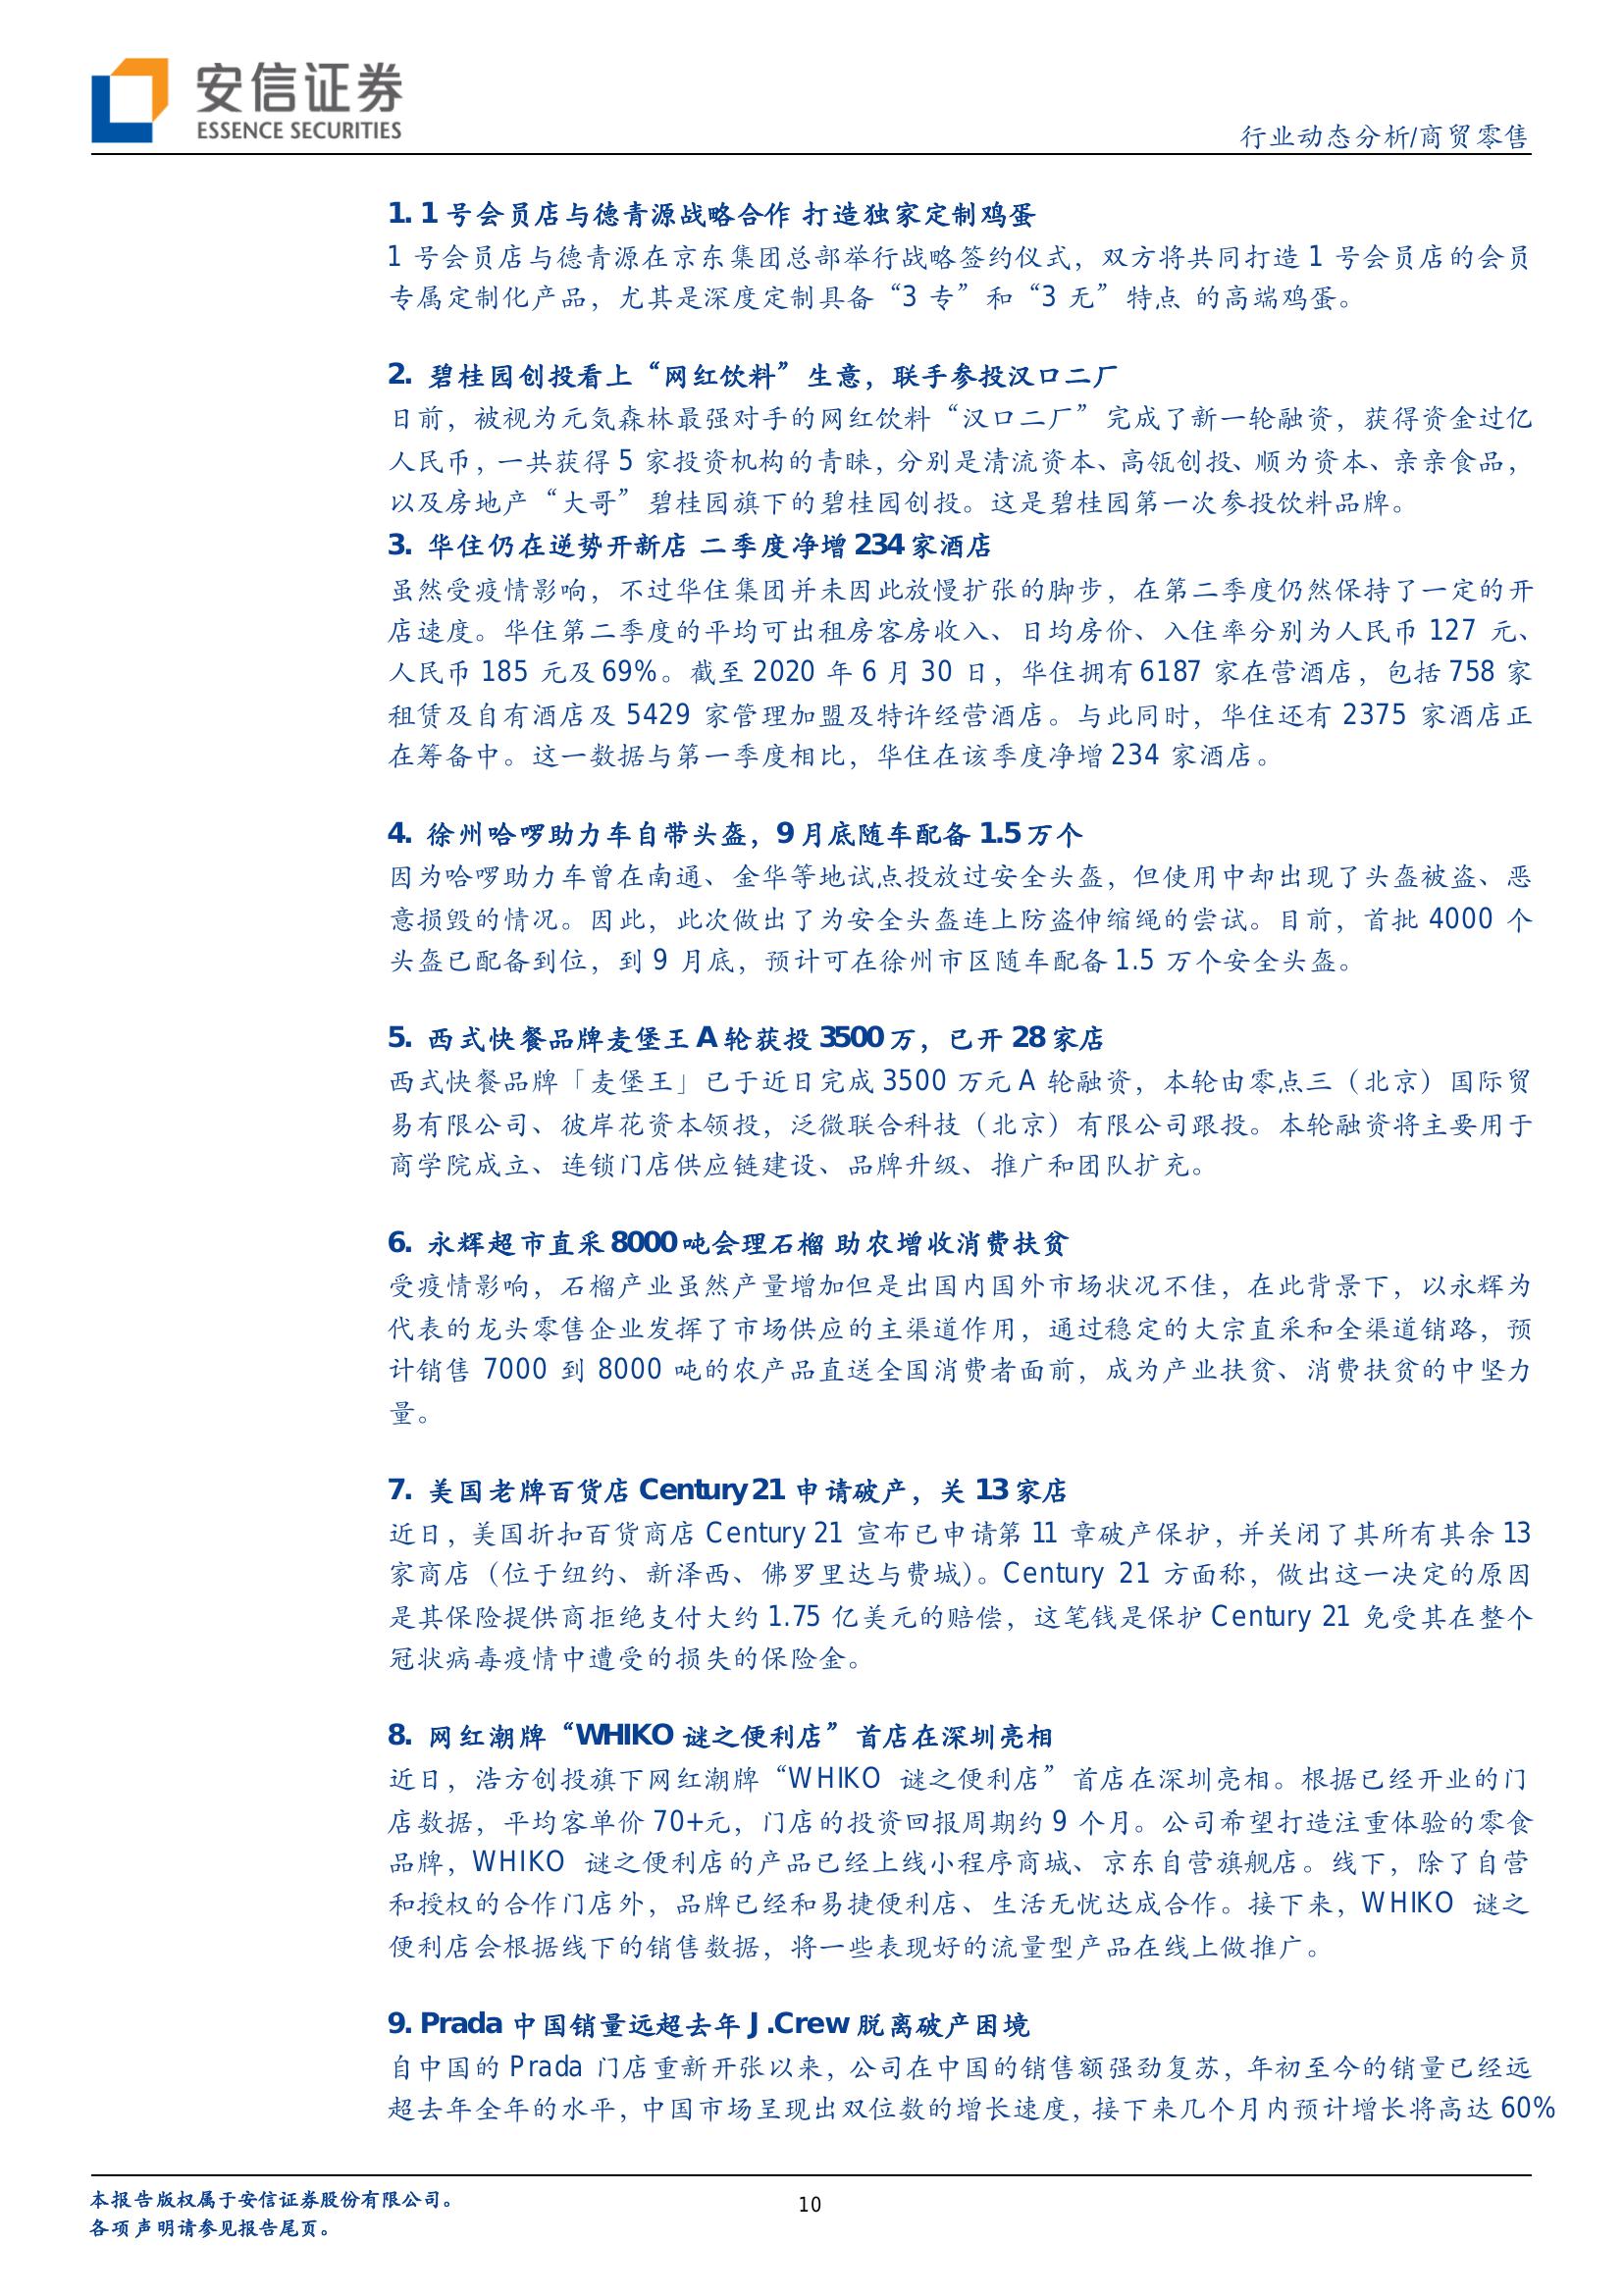 安信证券
ESSENCE SECURITIES
行业动态分析/商贸零售
1. 1 号会员店与德青源战略合作 打造独家定制鸡蛋
1 号会员店与德青源在京东集团总部举行战略签约仪式，双方将共同打造 1 号会员店的会员
专属定制化产品，尤其是深度定制具备“3 专”和“3 无”特点 的高端鸡蛋。
2. 碧桂园创投看上“网红饮料”生意，联手参投汉口二厂
日前，被视为元気森林最强对手的网红饮料“汉口二厂”完成了新一轮融资，获得资金过亿
人民币，一共获得 5 家投资机构的青睐，分别是清流资本、高瓴创投、顺为资本、亲亲食品，
以及房地产“大哥”碧桂园旗下的碧桂园创投。这是碧桂园第一次参投饮料品牌。
3. 华住仍在逆势开新店 二季度净增 234 家酒店
虽然受疫情影响，不过华住集团并未因此放慢扩张的脚步，在第二季度仍然保持了一定的开
店速度。华住第二季度的平均可出租房客房收入、日均房价、入住率分别为人民币 127 元、
人民币 185 元及 69%。截至 2020 年 6 月 30 日，华住拥有 6187 家在营酒店，包括 758 家
租赁及自有酒店及 5429 家管理加盟及特许经营酒店。与此同时，华住还有 2375 家酒店正
在筹备中。这一数据与第一季度相比，华住在该季度净增 234 家酒店。
4. 徐州哈啰助力车自带头盔，9 月底随车配备 1.5 万个
因为哈啰助力车曾在南通、金华等地试点投放过安全头盔，但使用中却出现了头盔被盗、恶
意损毁的情况。因此，此次做出了为安全头盔连上防盗伸缩绳的尝试。目前，首批 4000 个
头盔已配备到位，到 9 月底，预计可在徐州市区随车配备 1.5 万个安全头盔。
5. 西式快餐品牌麦堡王 A 轮获投 3500 万，已开 28 家店
西式快餐品牌「麦堡王」已于近日完成 3500 万元 A 轮融资，本轮由零点三（北京）国际贸
易有限公司、彼岸花资本领投，泛微联合科技（北京）有限公司跟投。本轮融资将主要用于
商学院成立、连锁门店供应链建设、品牌升级、推广和团队扩充。
6. 永辉超市直采 8000 吨会理石榴 助农增收消费扶贫
受疫情影响，石榴产业虽然产量增加但是出国内国外市场状况不佳，在此背景下，以永辉为
代表的龙头零售企业发挥了市场供应的主渠道作用，通过稳定的大宗直采和全渠道销路，预
计销售 7000 到 8000 吨的农产品直送全国消费者面前，成为产业扶贫、消费扶贫的中坚力
量。
7. 美国老牌百货店 Century 21 申请破产，关 13 家店
近日，美国折扣百货商店 Century 21 宣布已申请第 11 章破产保护，并关闭了其所有其余 13
家商店（位于纽约、新泽西、佛罗里达与费城）。Century 21 方面称，做出这一决定的原因
是其保险提供商拒绝支付大约 1.75 亿美元的赔偿，这笔钱是保护 Century 21 免受其在整个
冠状病毒疫情中遭受的损失的保险金。
8. 网红潮牌“WHIKO 谜之便利店”首店在深圳亮相
近日，浩方创投旗下网红潮牌“WHIKO 谜之便利店”首店在深圳亮相。根据已经开业的门
店数据，平均客单价 70+元，门店的投资回报周期约 9 个月。公司希望打造注重体验的零食
品牌，WHIKO 谜之便利店的产品已经上线小程序商城、京东自营旗舰店。线下，除了自营
和授权的合作门店外，品牌已经和易捷便利店、生活无忧达成合作。接下来，WHIKO 谜之
便利店会根据线下的销售数据，将一些表现好的流量型产品在线上做推广。
9. Prada 中国销量远超去年 J.Crew 脱离破产困境
自中国的 Prada 门店重新开张以来，公司在中国的销售额强劲复苏，年初至今的销量已经远
超去年全年的水平，中国市场呈现出双位数的增长速度，接下来几个月内预计增长将高达 60%
本报告版权属于安信证券股份有限公司。
各项声明请参见报告尾页。
10